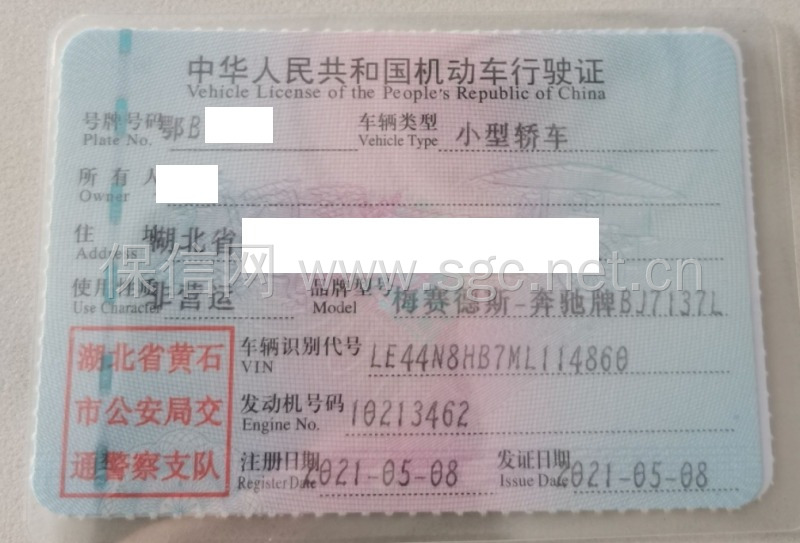 中华人民共和国机动车行驶证
Vehicle License of the People's Republic of China
号牌号码 鄂B 车辆类型 小型轿车
Plate No. Vehicle Type
所有人
Owner
住址 湖北省
Address
保信网 www.sgc.net.cn
使用性质 非营运 品牌型号 梅赛德斯-奔驰牌BJ7137L
Use Character Model
湖北省黄石
市公安局交
通警察支队
车辆识别代号 LE44N8HB7ML114860
VIN
发动机号码 10213462
Engine No.
注册日期 2021-05-08 发证日期 2021-05-08
Register Date Issue Date